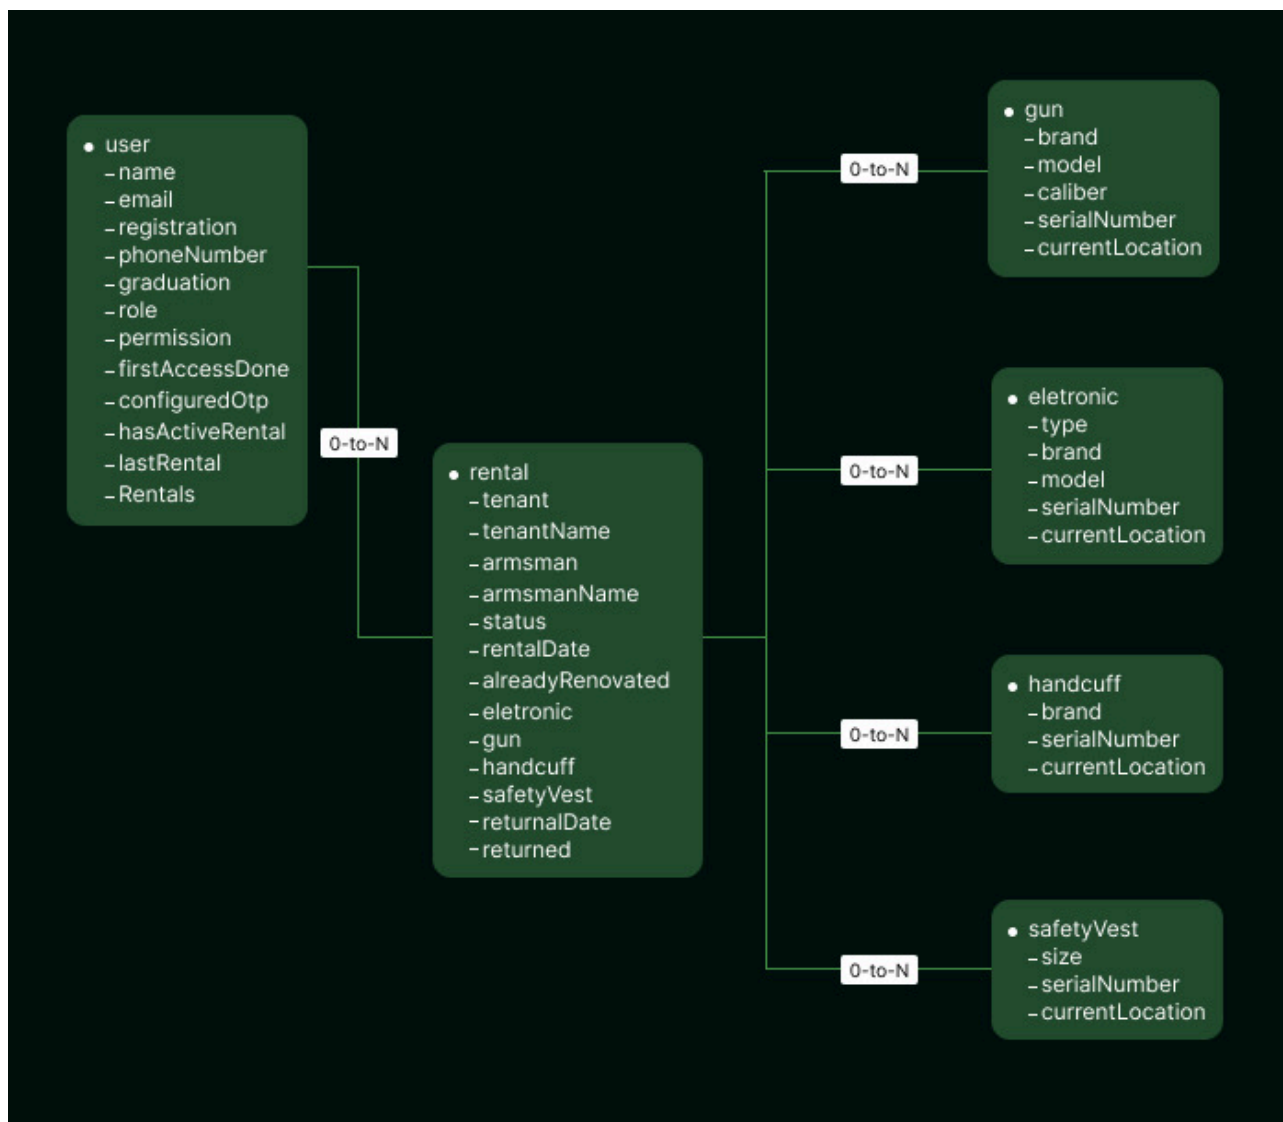 • user
– name
– email
– registration
– phoneNumber
– graduation
– role
– permission
– firstAccessDone
– configuredOtp
– hasActiveRental
– lastRental
– Rentals
0-to-N
• rental
– tenant
– tenantName
– armsman
– armsmanName
– status
– rentalDate
– alreadyRenovated
– eletronic
– gun
– handcuff
– safetyVest
– returnalDate
– returned
0-to-N
• gun
– brand
– model
– caliber
– serialNumber
– currentLocation
0-to-N
• eletronic
– type
– brand
– model
– serialNumber
– currentLocation
0-to-N
• handcuff
– brand
– serialNumber
– currentLocation
0-to-N
• safetyVest
– size
– serialNumber
– currentLocation